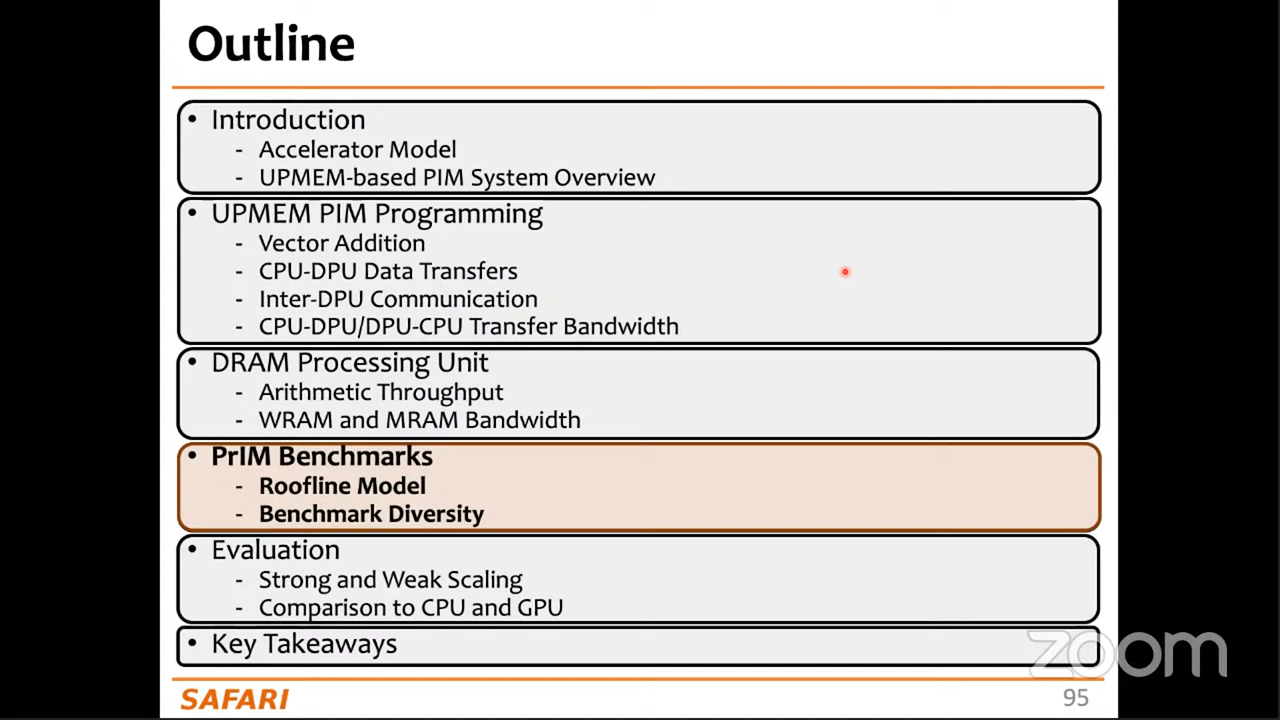 Outline
• Introduction
- Accelerator Model
- UPMEM-based PIM System Overview
• UPMEM PIM Programming
- Vector Addition
- CPU-DPU Data Transfers
- Inter-DPU Communication
- CPU-DPU/DPU-CPU Transfer Bandwidth
• DRAM Processing Unit
- Arithmetic Throughput
- WRAM and MRAM Bandwidth
• PrIM Benchmarks
- Roofline Model
- Benchmark Diversity
• Evaluation
- Strong and Weak Scaling
- Comparison to CPU and GPU
• Key Takeaways
zoom
SAFARI
95